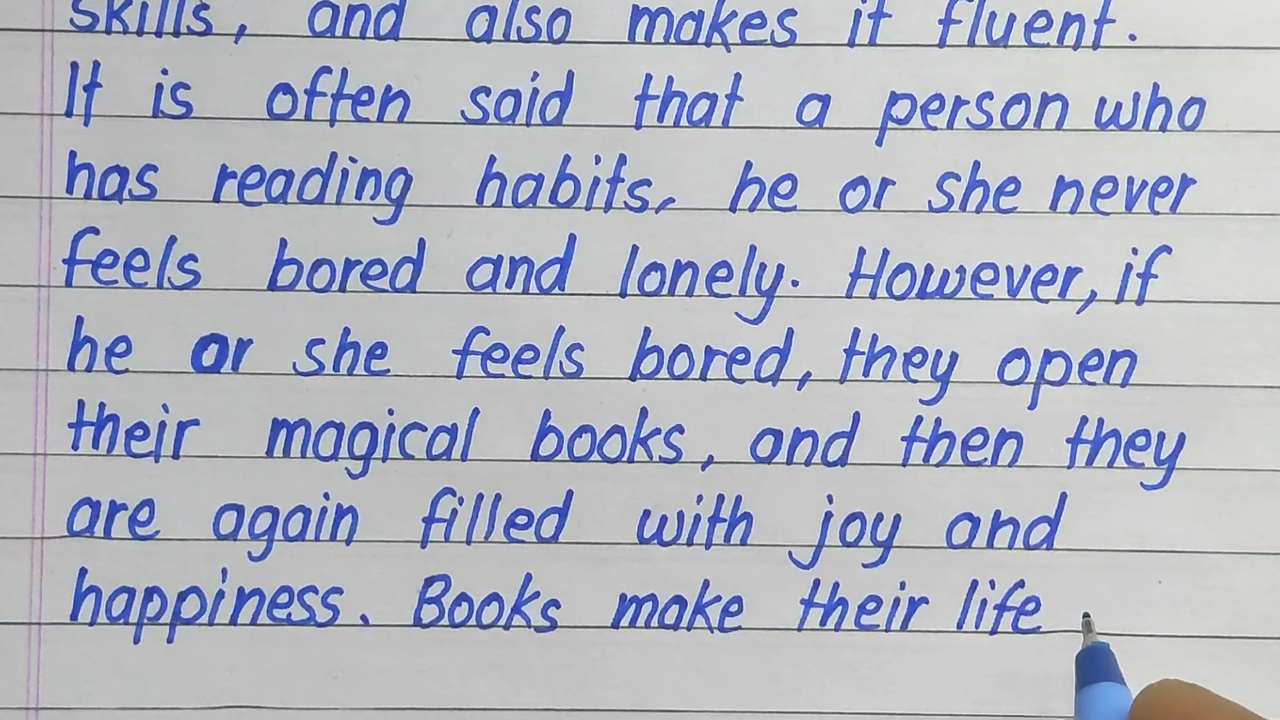 skills, and also makes it fluent.
It is often said that a person who
has reading habits, he or she never
feels bored and lonely. However, if
he or she feels bored, they open
their magical books, and then they
are again filled with joy and
happiness. Books make their life